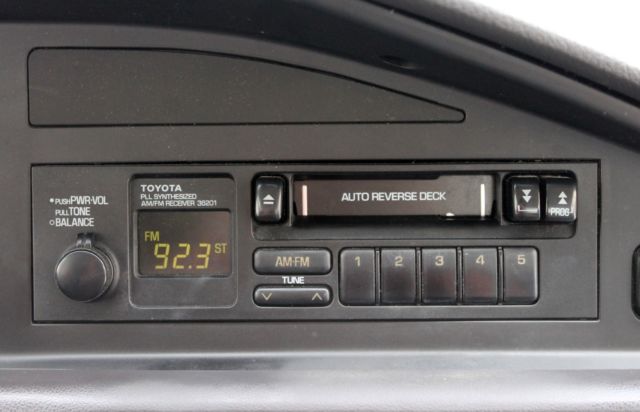 PUSH PWR·VOL
PULL TONE
BALANCE
TOYOTA
PLL SYNTHESIZED
AM/FM RECEIVER 36201
FM
92.3 ST
AUTO REVERSE DECK
PROG
AM·FM
TUNE
1 2 3 4 5